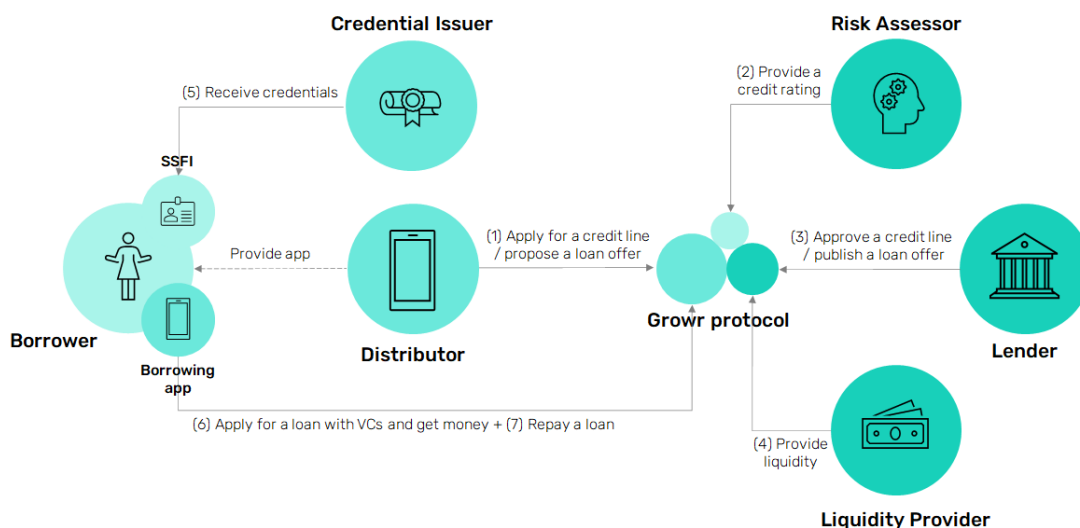 Credential Issuer
Risk Assessor
(5) Receive credentials
(2) Provide a
credit rating
SSFI
Provide app
(1) Apply for a credit line
/ propose a loan offer
(3) Approve a credit line
/ publish a loan offer
Borrower
Borrowing
app
Distributor
Growr protocol
Lender
(6) Apply for a loan with VCs and get money + (7) Repay a loan
(4) Provide
liquidity
Liquidity Provider